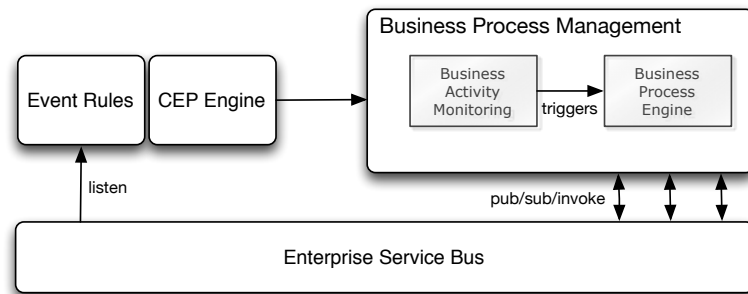 Business Process Management
Event Rules
CEP Engine
Business
Activity
Monitoring
triggers
Business
Process
Engine
listen
pub/sub/invoke
Enterprise Service Bus